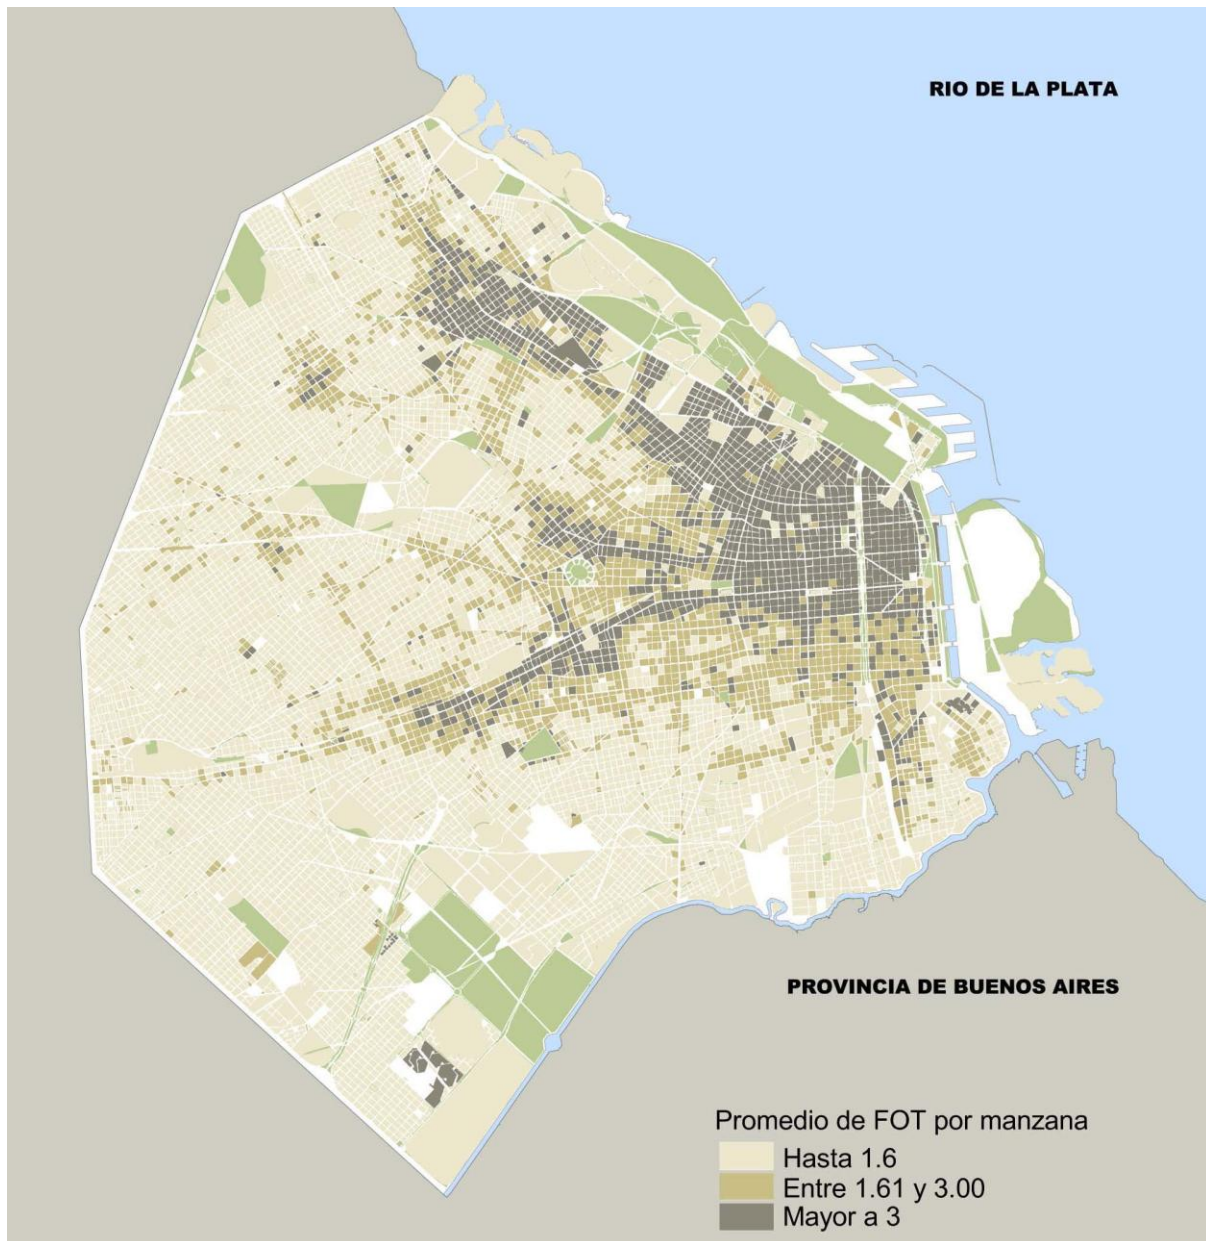 RIO DE LA PLATA
PROVINCIA DE BUENOS AIRES
Promedio de FOT por manzana
Hasta 1.6
Entre 1.61 y 3.00
Mayor a 3